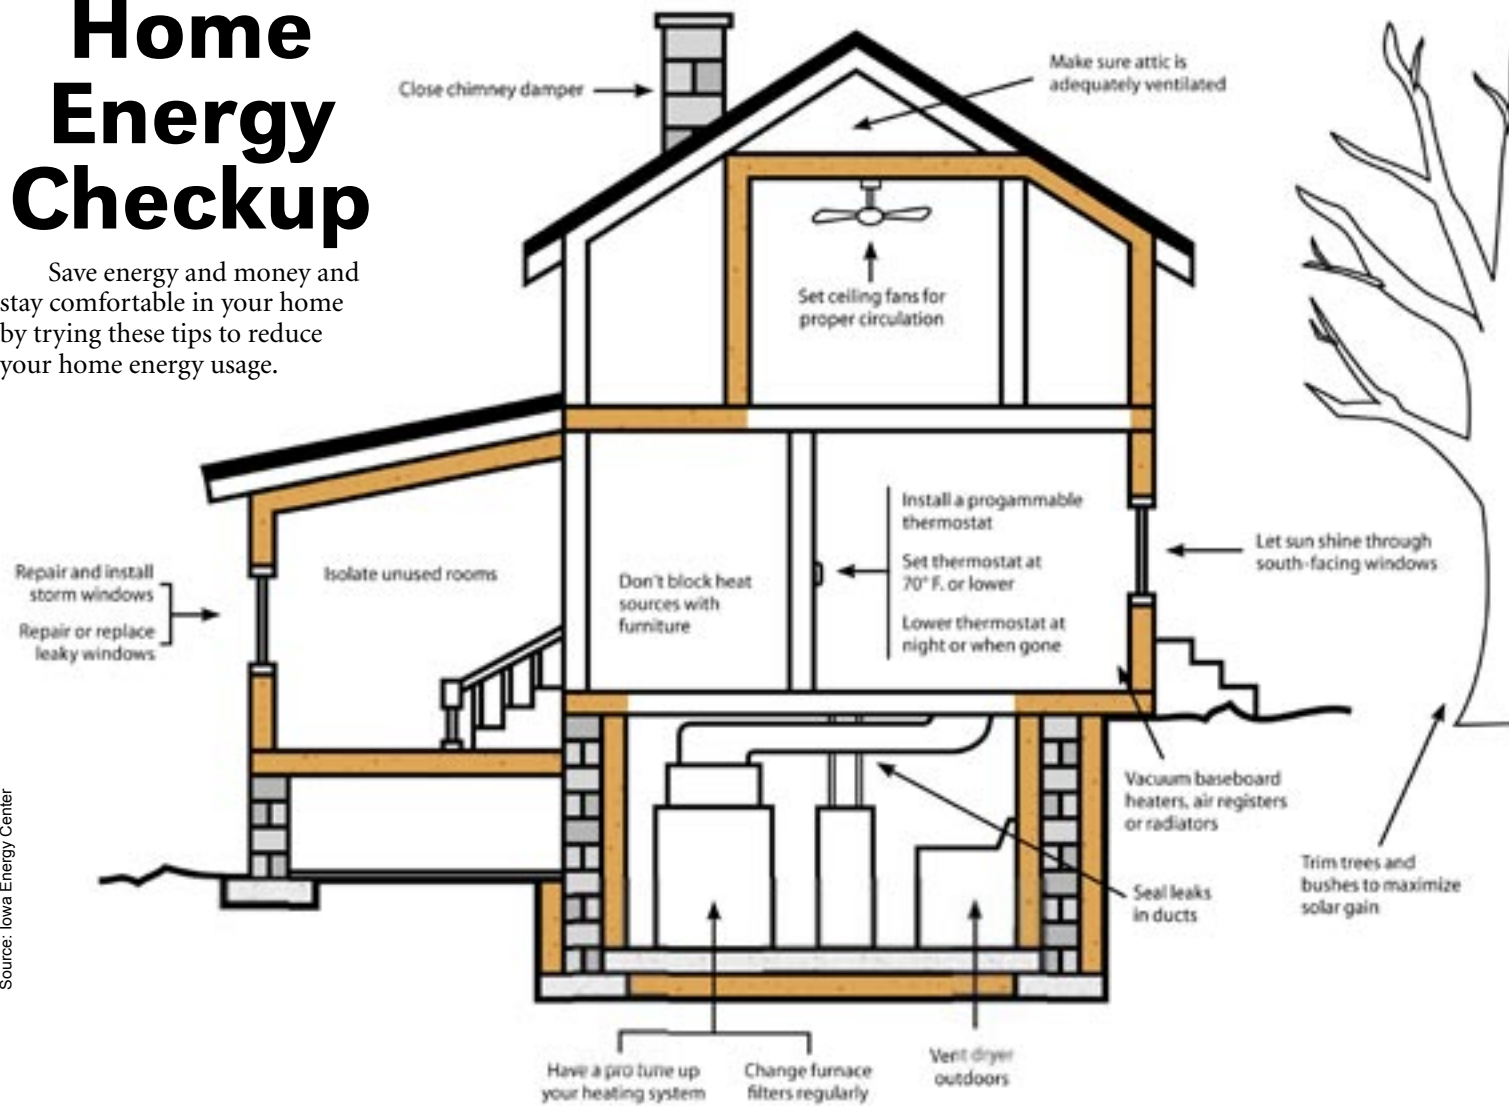 Home
Energy
Checkup
Save energy and money and
stay comfortable in your home
by trying these tips to reduce
your home energy usage.
Close chimney damper
Make sure attic is
adequately ventilated
Set ceiling fans for
proper circulation
Repair and install
storm windows
Repair or replace
leaky windows
Isolate unused rooms
Don't block heat
sources with
furniture
Install a progammable
thermostat
Set thermostat at
70° F. or lower
Lower thermostat at
night or when gone
Let sun shine through
south-facing windows
Vacuum baseboard
heaters, air registers
or radiators
Seal leaks
in ducts
Trim trees and
bushes to maximize
solar gain
Have a pro tune up
your heating system
Change furnace
filters regularly
Vent dryer
outdoors
Source: Iowa Energy Center